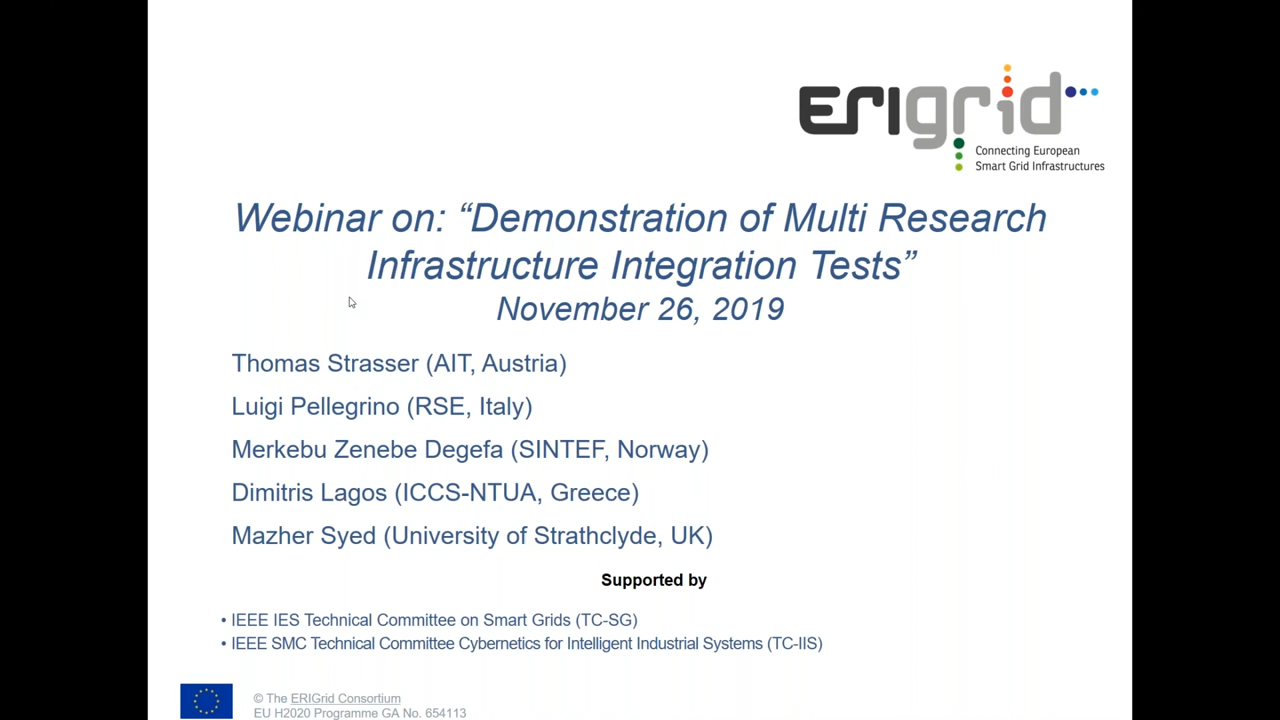 ERIgrid
Connecting European
Smart Grid Infrastructures
Webinar on: “Demonstration of Multi Research
Infrastructure Integration Tests”
November 26, 2019
Thomas Strasser (AIT, Austria)
Luigi Pellegrino (RSE, Italy)
Merkebu Zenebe Degefa (SINTEF, Norway)
Dimitris Lagos (ICCS-NTUA, Greece)
Mazher Syed (University of Strathclyde, UK)
Supported by
• IEEE IES Technical Committee on Smart Grids (TC-SG)
• IEEE SMC Technical Committee Cybernetics for Intelligent Industrial Systems (TC-IIS)
© The ERIGrid Consortium
EU H2020 Programme GA No. 654113